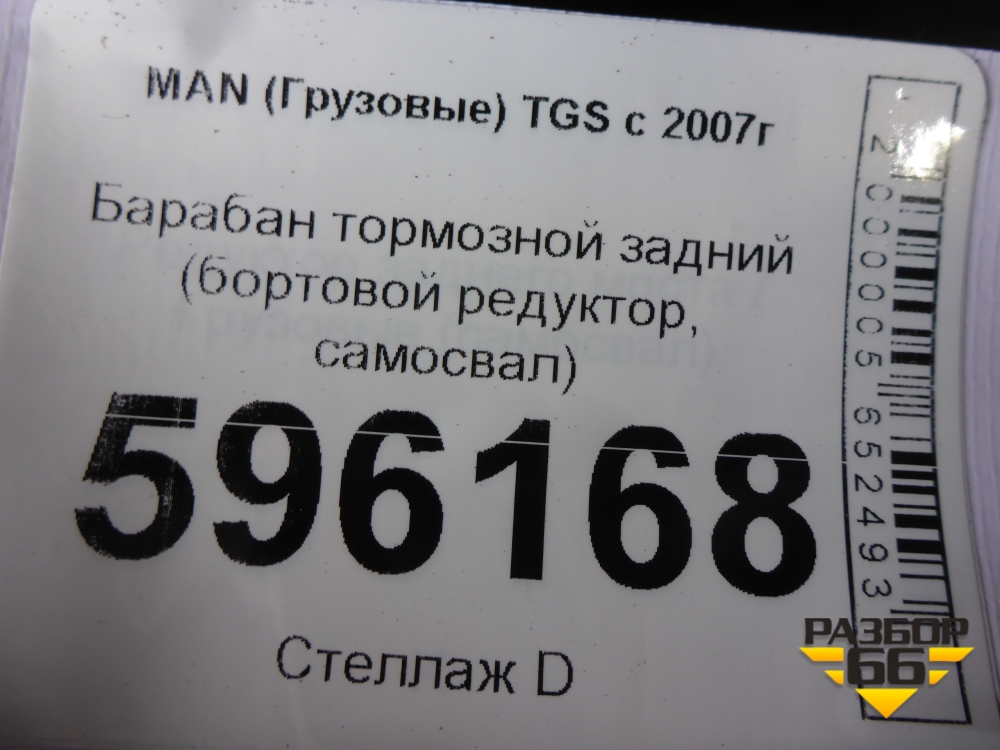 MAN (Грузовые) TGS с 2007г
Барабан тормозной задний
(бортовой редуктор,
самосвал)
596168
Стеллаж D
2000005652493
РАЗБОР
66